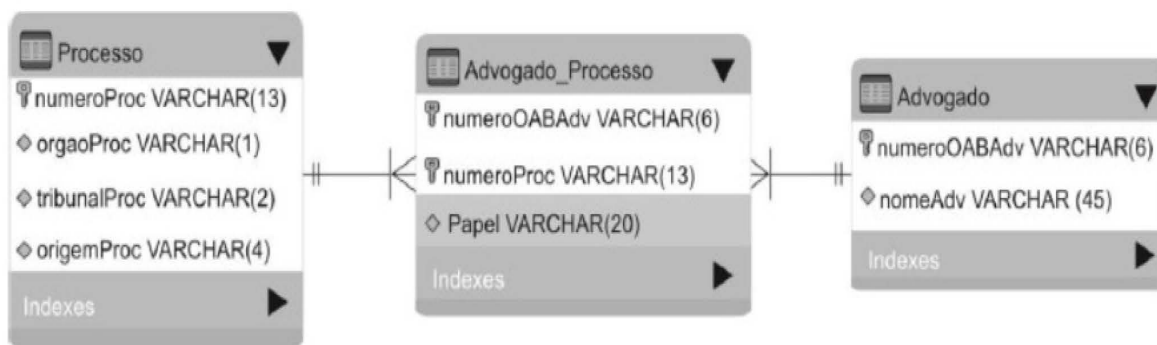 Processo
numeroProc VARCHAR(13)
orgaoProc VARCHAR(1)
tribunalProc VARCHAR(2)
origemProc VARCHAR(4)
Indexes
Advogado_Processo
numeroOABAdv VARCHAR(6)
numeroProc VARCHAR(13)
Papel VARCHAR(20)
Indexes
Advogado
numeroOABAdv VARCHAR(6)
nomeAdv VARCHAR (45)
Indexes